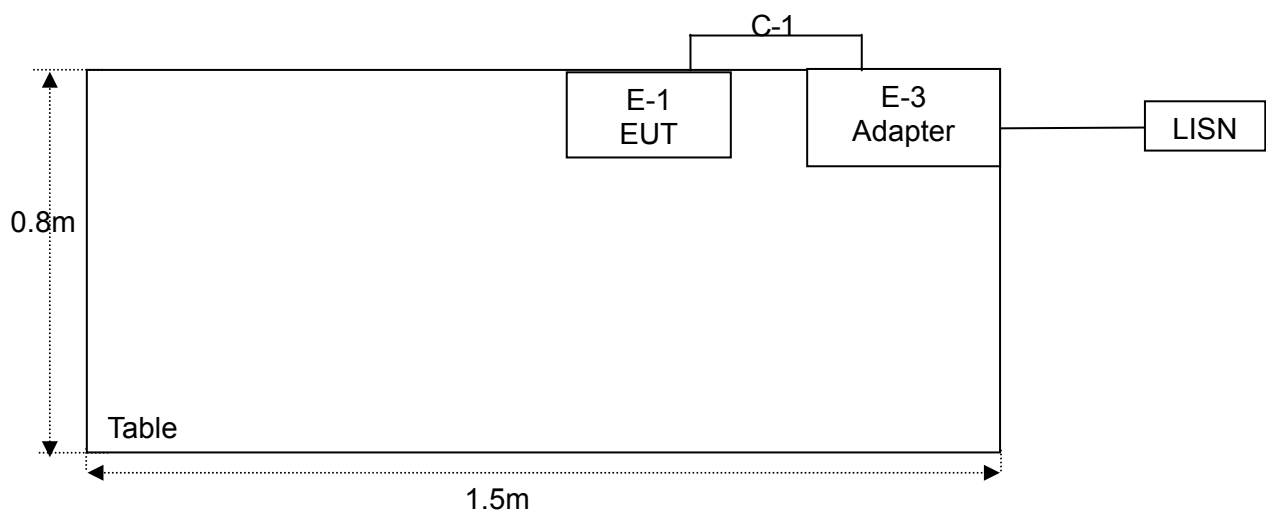 C-1
E-1
EUT
E-3
Adapter
LISN
0.8m
Table
1.5m